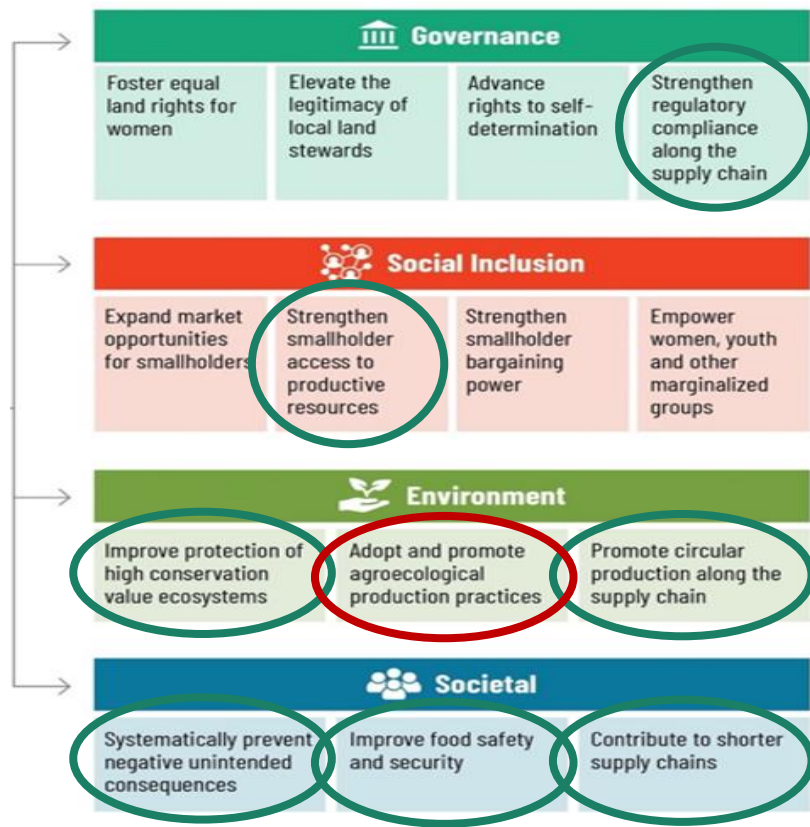 Governance
Foster equal
land rights for
women
Elevate the
legitimacy of
local land
stewards
Advance
rights to self-
determination
Strengthen
regulatory
compliance
along the
supply chain
Social Inclusion
Expand market
opportunities
for smallholders
Strengthen
smallholder
access to
productive
resources
Strengthen
smallholder
bargaining
power
Empower
women, youth
and other
marginalized
groups
Environment
Improve protection of
high conservation
value ecosystems
Adopt and promote
agroecological
production practices
Promote circular
production along the
supply chain
Societal
Systematically prevent
negative unintended
consequences
Improve food safety
and security
Contribute to shorter
supply chains